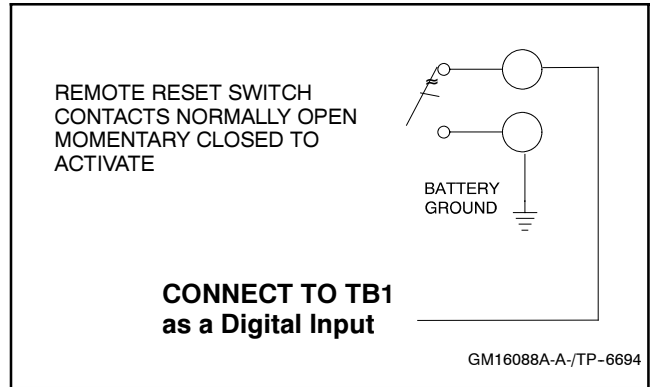 REMOTE RESET SWITCH
CONTACTS NORMALLY OPEN
MOMENTARY CLOSED TO
ACTIVATE
BATTERY
GROUND
CONNECT TO TB1
as a Digital Input
GM16088A-A-/TP-6694